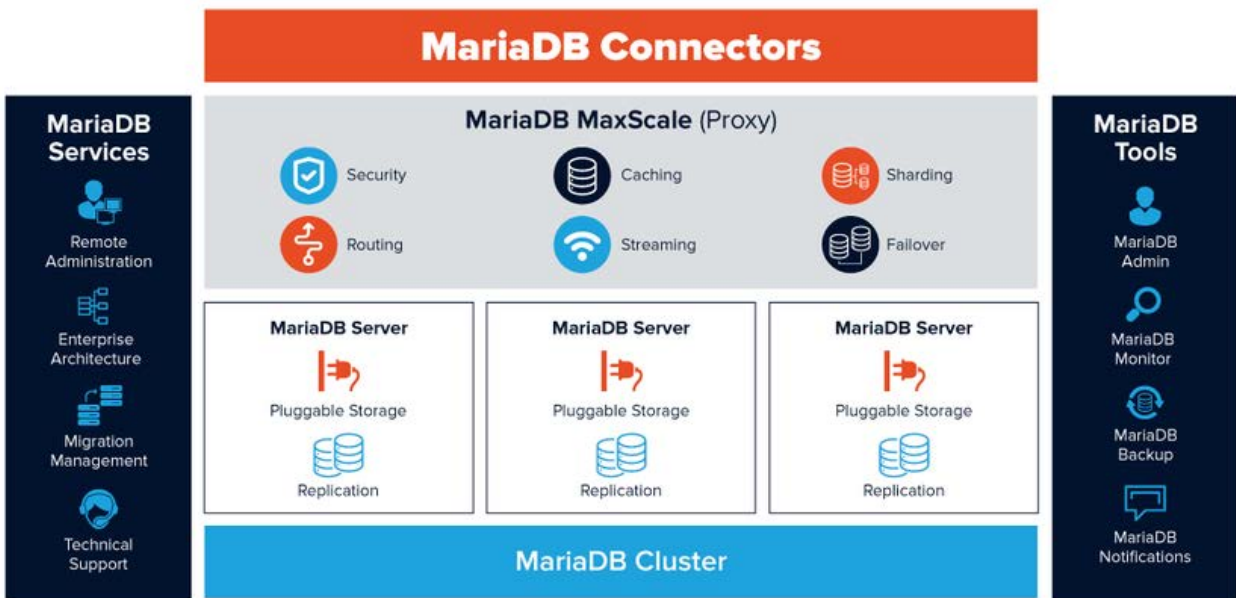 MariaDB Connectors
MariaDB
Services
Remote
Administration
Enterprise
Architecture
Migration
Management
Technical
Support
MariaDB MaxScale (Proxy)
Security
Caching
Sharding
Routing
Streaming
Failover
MariaDB Server
Pluggable Storage
Replication
MariaDB Server
Pluggable Storage
Replication
MariaDB Server
Pluggable Storage
Replication
MariaDB Cluster
MariaDB
Tools
MariaDB
Admin
MariaDB
Monitor
MariaDB
Backup
MariaDB
Notifications